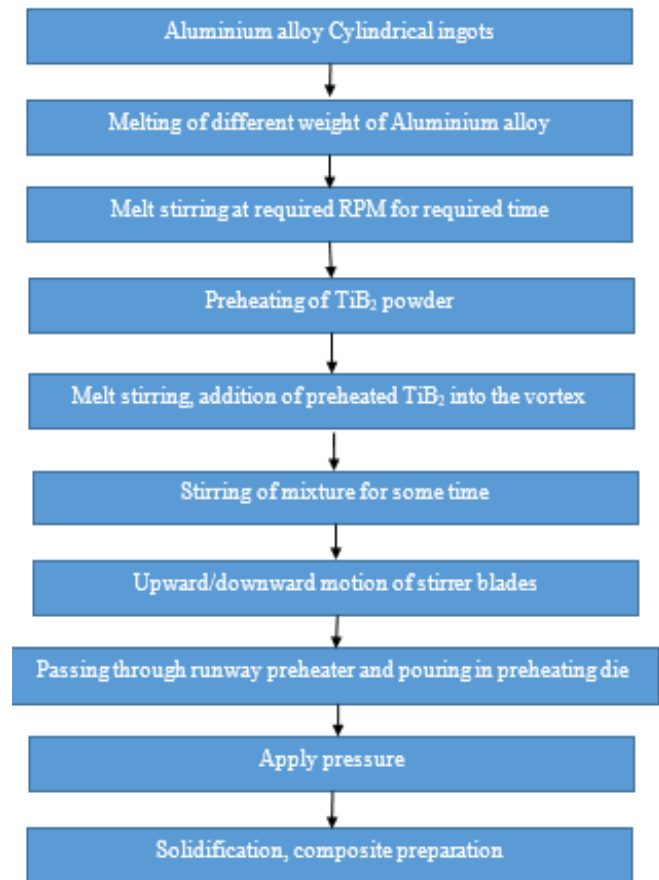 Aluminium alloy Cylindrical ingots
Melting of different weight of Aluminium alloy
Melt stirring at required RPM for required time
Preheating of TiB₂ powder
Melt stirring, addition of preheated TiB₂ into the vortex
Stirring of mixture for some time
Upward/downward motion of stirrer blades
Passing through runway preheater and pouring in preheating die
Apply pressure
Solidification, composite preparation